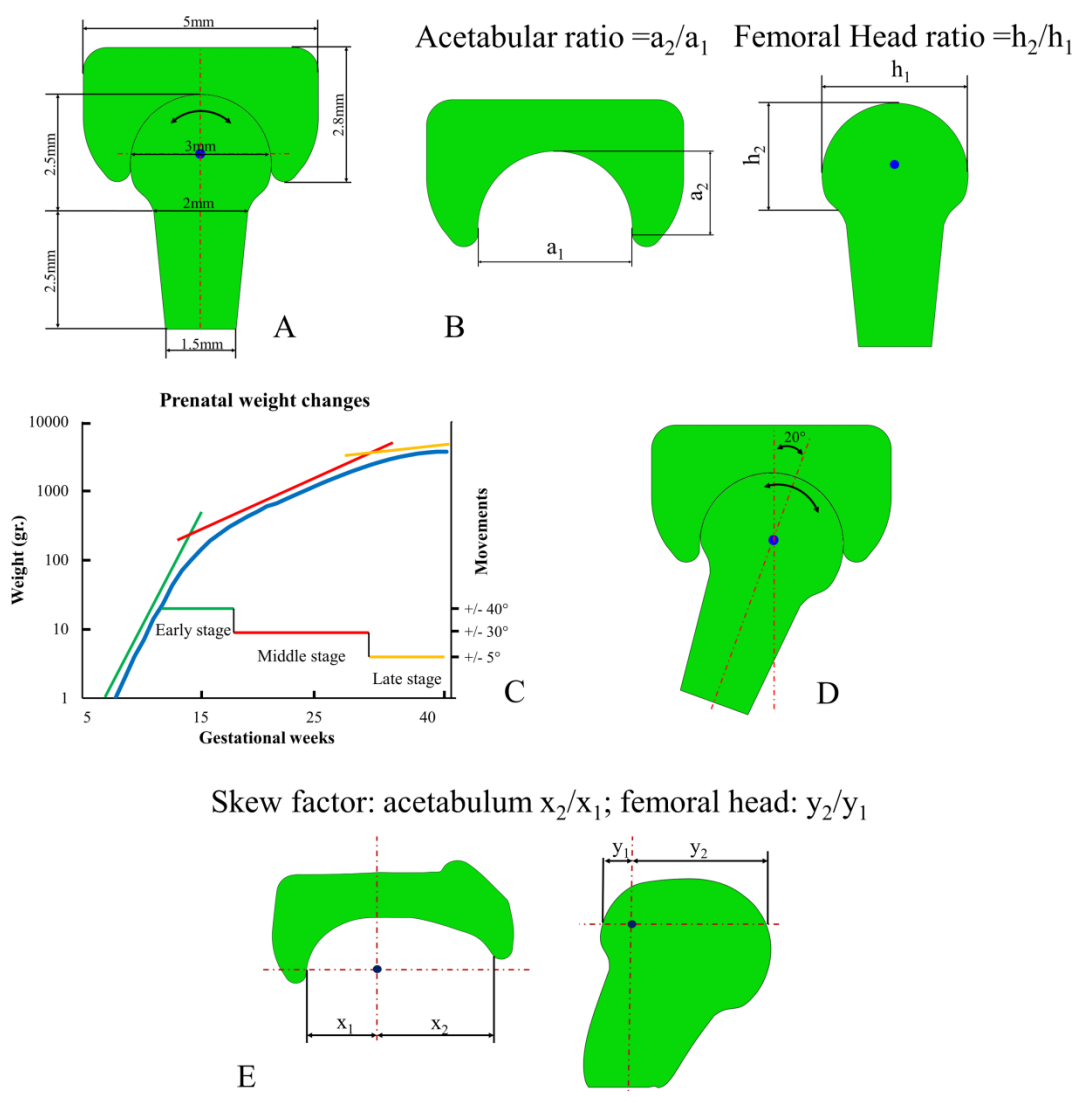 5mm
2.8mm
2.5mm
3mm
2mm
2.5mm
1.5mm
A
Acetabular ratio =a₂/a₁
Femoral Head ratio =h₂/h₁
a₂
a₁
B
h₁
h₂
Prenatal weight changes
10000
1000
100
10
1
Weight (gr.)
5
15
25
40
Gestational weeks
Movements
+/- 40°
+/- 30°
+/- 5°
Early stage
Middle stage
Late stage
C
20°
D
Skew factor: acetabulum x₂/x₁; femoral head: y₂/y₁
x₁
x₂
y₁
y₂
E